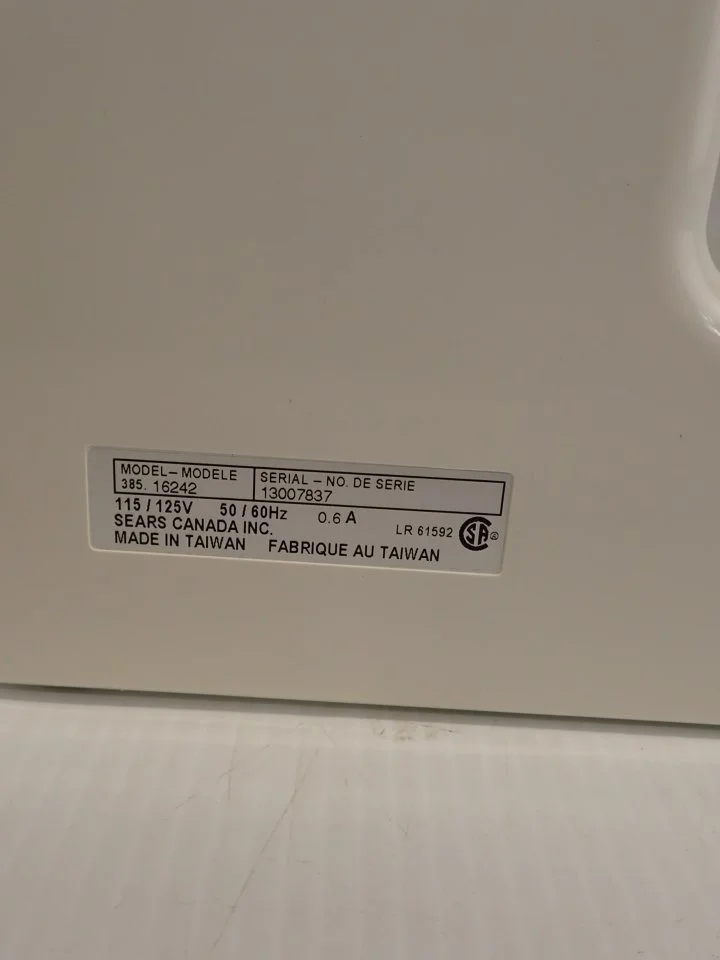 MODEL – MODELE
385. 16242
SERIAL – NO. DE SERIE
13007837
115 / 125V 50 / 60Hz 0.6 A
SEARS CANADA INC.
LR 61592 SA ®
MADE IN TAIWAN FABRIQUE AU TAIWAN